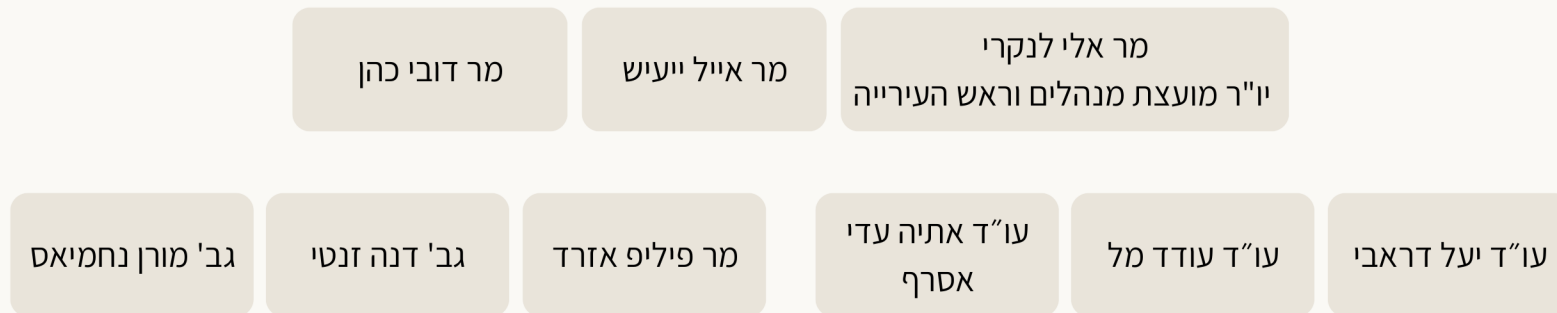 מר אלי לנקרי
יו"ר מועצת מנהלים וראש העירייה
מר אייל ייעיש
מר דובי כהן
עו״ד יעל דראבי
עו״ד עודד מל
עו״ד אתיה עדי
אסרף
מר פיליפ אזרד
גב' דנה זנטי
גב' מורן נחמיאס